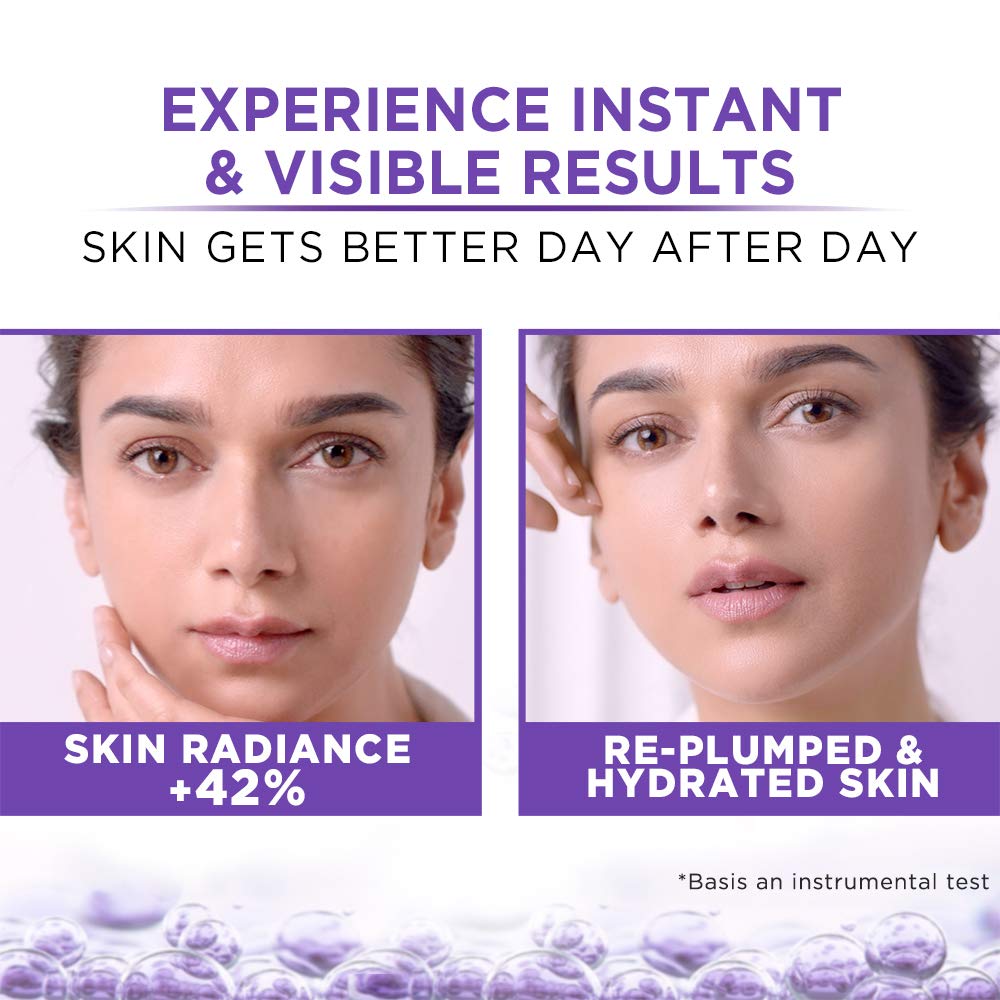 EXPERIENCE INSTANT
& VISIBLE RESULTS
SKIN GETS BETTER DAY AFTER DAY
SKIN RADIANCE
+42%
RE-PLUMPED &
HYDRATED SKIN
*Basis an instrumental test